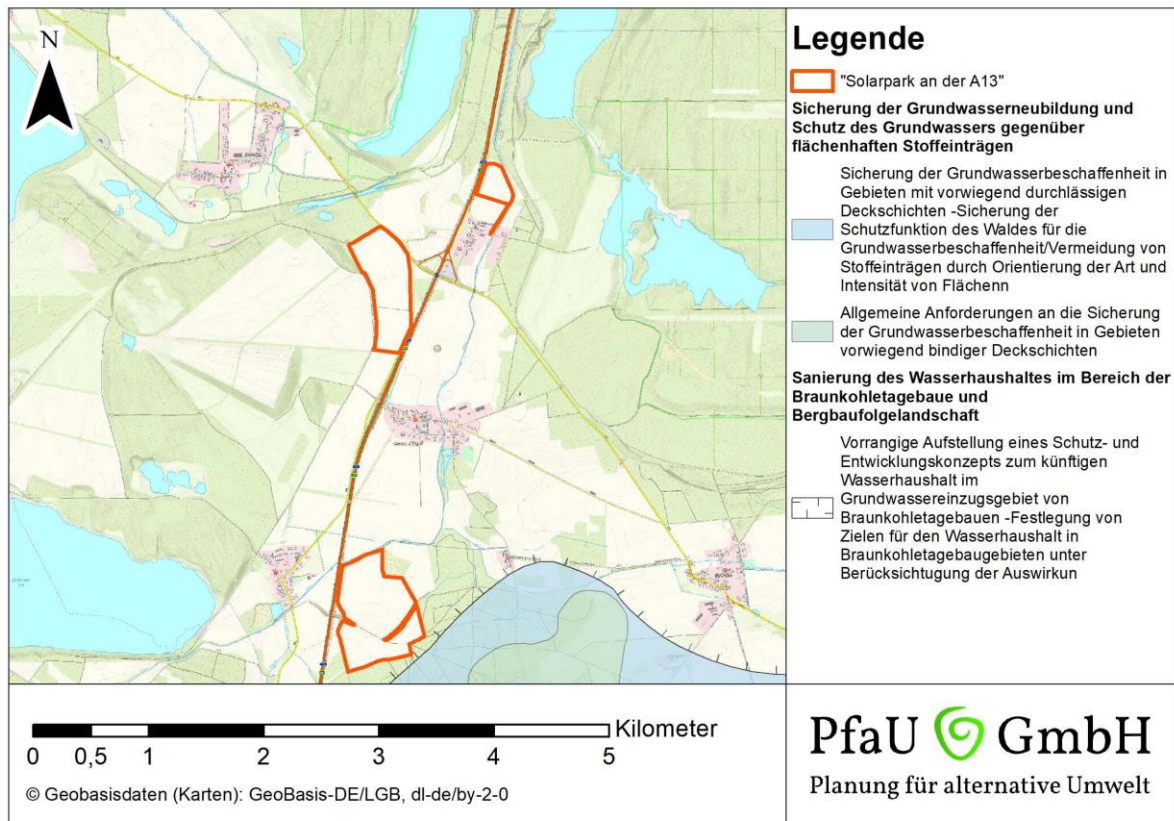 N
Legende
"Solarpark an der A13"
Sicherung der Grundwasserneubildung und
Schutz des Grundwassers gegenüber
flächenhaften Stoffeinträgen
Sicherung der Grundwasserbeschaffenheit in
Gebieten mit vorwiegend durchlässigen
Deckschichten -Sicherung der
Schutzfunktion des Waldes für die
Grundwasserbeschaffenheit/Vermeidung von
Stoffeinträgen durch Orientierung der Art und
Intensität von Flächenn
Allgemeine Anforderungen an die Sicherung
der Grundwasserbeschaffenheit in Gebieten
vorwiegend bindiger Deckschichten
Sanierung des Wasserhaushaltes im Bereich der
Braunkohletagebaue und
Bergbaufolgelandschaft
Vorrangige Aufstellung eines Schutz- und
Entwicklungskonzepts zum künftigen
Wasserhaushalt im
Grundwassereinzugsgebiet von
Braunkohletagebauen -Festlegung von
Zielen für den Wasserhaushalt in
Braunkohletagebaugebieten unter
Berücksichtugung der Auswirkun
Kilometer
0 0,5 1 2 3 4 5
© Geobasisdaten (Karten): GeoBasis-DE/LGB, dl-de/by-2-0
PfaU GmbH
Planung für alternative Umwelt